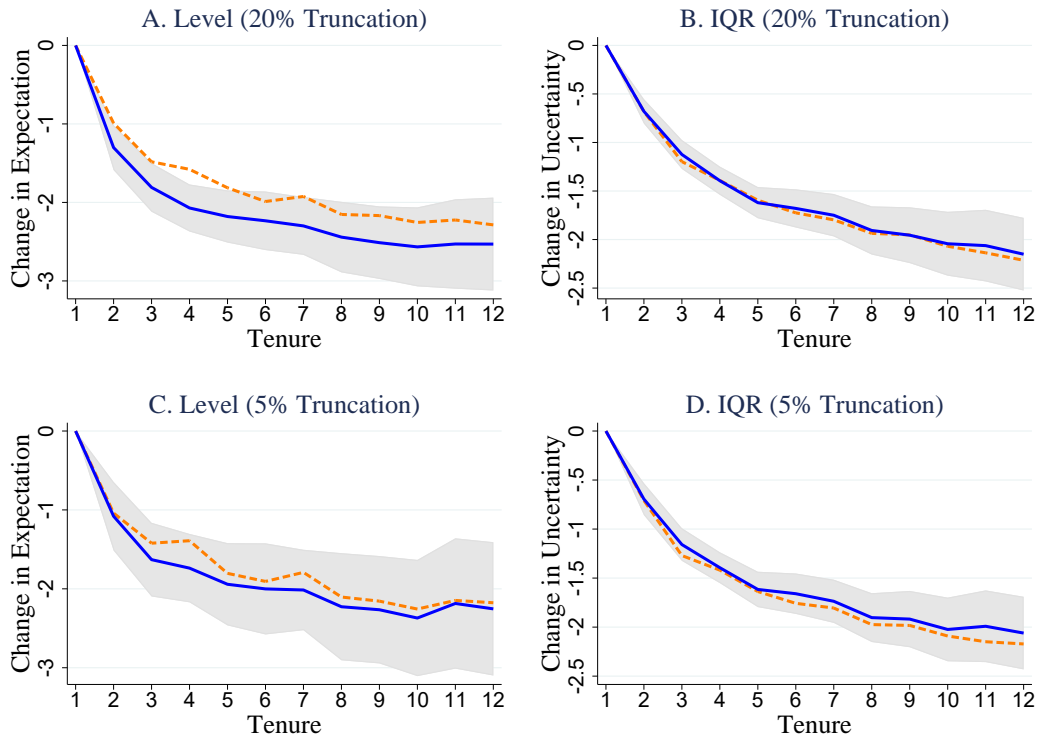 A. Level (20% Truncation)
Change in Expectation
0
-1
-2
-3
1 2 3 4 5 6 7 8 9 10 11 12
Tenure
B. IQR (20% Truncation)
Change in Uncertainty
0
-.5
-1
-1.5
-2
-2.5
1 2 3 4 5 6 7 8 9 10 11 12
Tenure
C. Level (5% Truncation)
Change in Expectation
0
-1
-2
-3
1 2 3 4 5 6 7 8 9 10 11 12
Tenure
D. IQR (5% Truncation)
Change in Uncertainty
0
-.5
-1
-1.5
-2
-2.5
1 2 3 4 5 6 7 8 9 10 11 12
Tenure